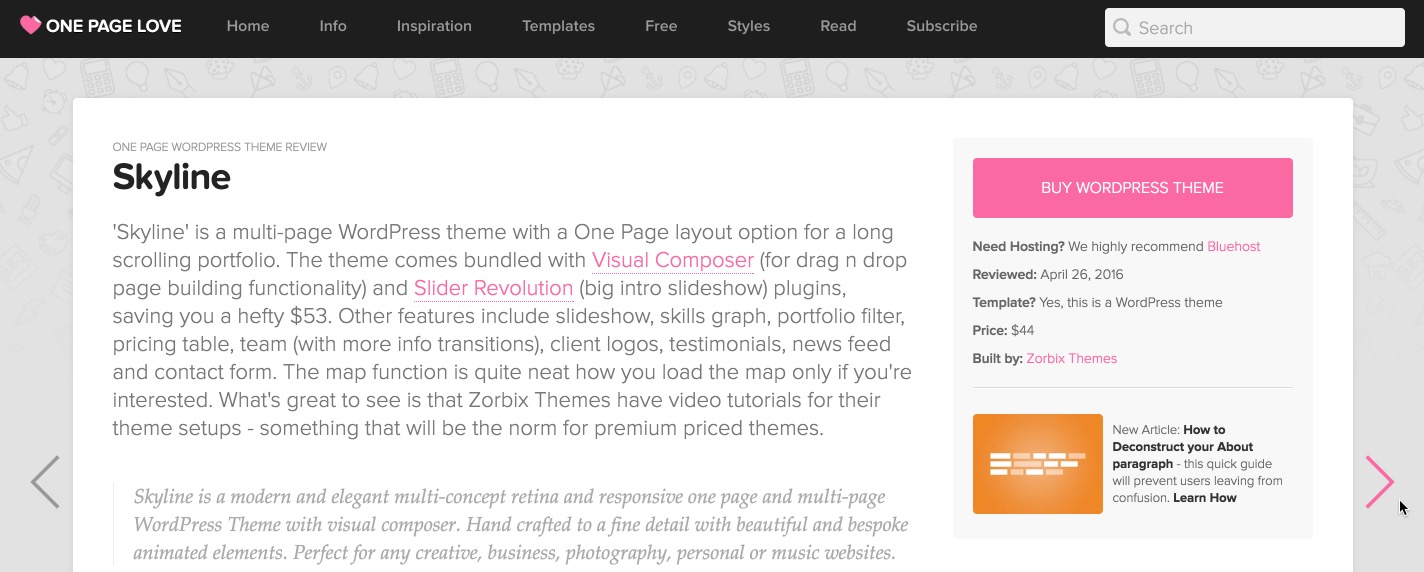 ONE PAGE LOVE
Home
Info
Inspiration
Templates
Free
Styles
Read
Subscribe
Search
ONE PAGE WORDPRESS THEME REVIEW
Skyline
'Skyline' is a multi-page WordPress theme with a One Page layout option for a long
scrolling portfolio. The theme comes bundled with Visual Composer (for drag n drop
page building functionality) and Slider Revolution (big intro slideshow) plugins,
saving you a hefty $53. Other features include slideshow, skills graph, portfolio filter,
pricing table, team (with more info transitions), client logos, testimonials, news feed
and contact form. The map function is quite neat how you load the map only if you're
interested. What's great to see is that Zorbix Themes have video tutorials for their
theme setups - something that will be the norm for premium priced themes.
Skyline is a modern and elegant multi-concept retina and responsive one page and multi-page
WordPress Theme with visual composer. Hand crafted to a fine detail with beautiful and bespoke
animated elements. Perfect for any creative, business, photography, personal or music websites.
BUY WORDPRESS THEME
Need Hosting? We highly recommend Bluehost
Reviewed: April 26, 2016
Template? Yes, this is a WordPress theme
Price: $44
Built by: Zorbix Themes
New Article: How to
Deconstruct your About
paragraph - this quick guide
will prevent users leaving from
confusion. Learn How